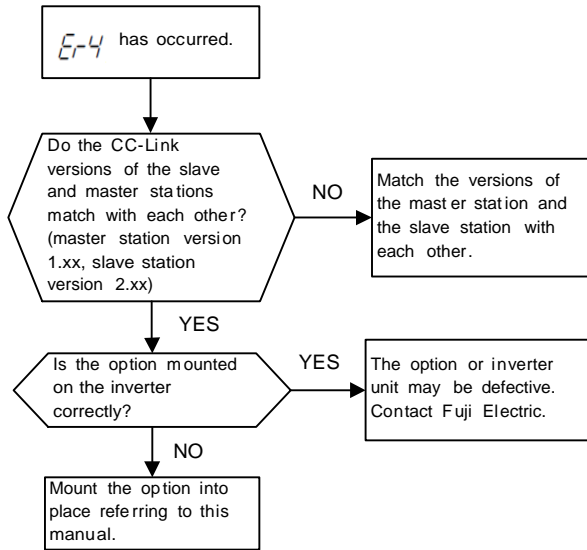 Er4 has occurred.
Do the CC-Link
versions of the slave
and master stations
match with each other?
(master station version
1.xx, slave station
version 2.xx)
NO
Match the versions of
the master station and
the slave station with
each other.
YES
Is the option mounted
on the inverter
correctly?
YES
The option or inverter
unit may be defective.
Contact Fuji Electric.
NO
Mount the option into
place referring to this
manual.